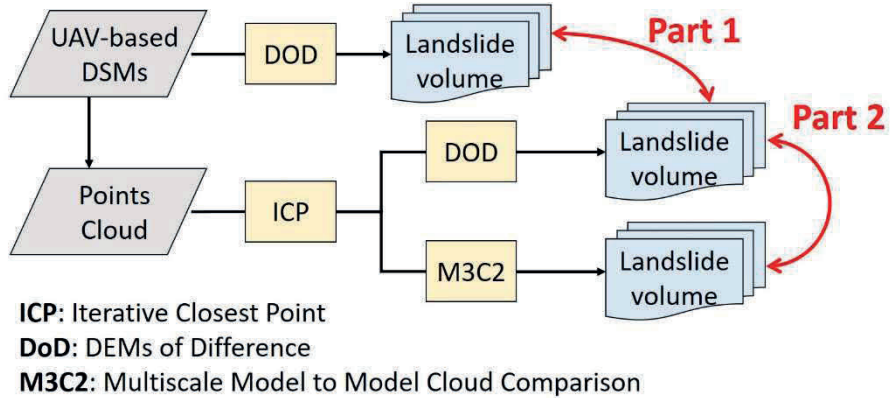 UAV-based
DSMs
DOD
Landslide
volume
Part 1
Points
Cloud
ICP
DOD
Landslide
volume
Part 2
M3C2
Landslide
volume
ICP: Iterative Closest Point
DoD: DEMs of Difference
M3C2: Multiscale Model to Model Cloud Comparison